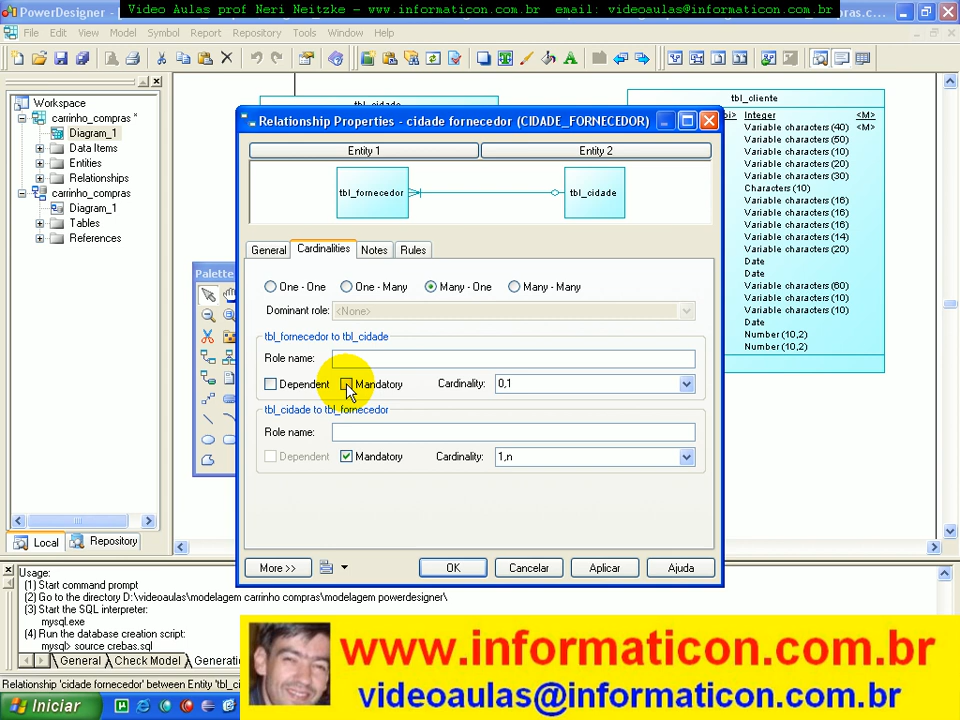 Video Aulas prof Neri Neitzke – www.informaticon.com.br  email: videoaulas@informaticon.com.br
PowerDesigner -
pras.c...
File Edit View Model Symbol Report Repository Tools Window Help
Workspace
carrinho_compras *
Diagram_1
Data Items
Entities
Relationships
carrinho_compras
Diagram_1
Tables
References
Local
Repository
Palette
tbl_cidade
tbl_cliente
Integer <M>
Variable characters (40) <M>
Variable characters (50)
Variable characters (10)
Variable characters (20)
Variable characters (30)
Characters (10)
Variable characters (16)
Variable characters (16)
Variable characters (16)
Variable characters (14)
Variable characters (20)
Date
Date
Variable characters (60)
Variable characters (10)
Variable characters (10)
Date
Number (10,2)
Number (10,2)
Relationship Properties - cidade fornecedor (CIDADE_FORNECEDOR)
Entity 1
Entity 2
tbl_fornecedor
tbl_cidade
General Cardinalities Notes Rules
One - One One - Many Many - One Many - Many
Dominant role: <None>
tbl_fornecedor to tbl_cidade
Role name:
Dependent Mandatory Cardinality: 0,1
tbl_cidade to tbl_fornecedor
Role name:
Dependent Mandatory Cardinality: 1,n
More >> OK Cancelar Aplicar Ajuda
Usage:
(1) Start command prompt
(2) Go to the directory D:\videoaulas\modelagem carrinho compras\modelagem powerdesigner\
(3) Start the SQL interpreter:
mysql.exe
(4) Run the database creation script:
mysql> source crebas.sql
General Check Model
Relationship 'cidade fornecedor' between Entity 'tbl_ci
Iniciar
www.informaticon.com.br
videoaulas@informaticon.com.br